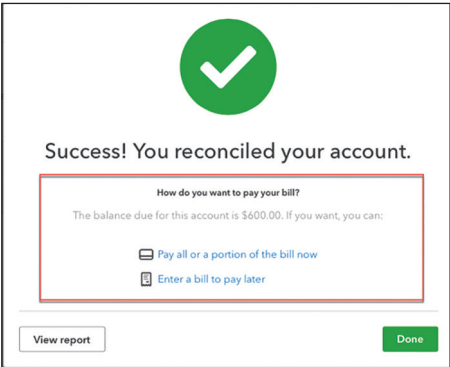 Success! You reconciled your account.
How do you want to pay your bill?
The balance due for this account is $600.00. If you want, you can:
Pay all or a portion of the bill now
Enter a bill to pay later
View report
Done